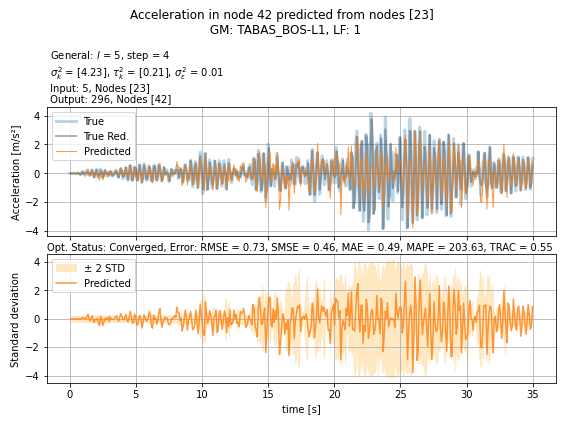 Acceleration in node 42 predicted from nodes [23]
GM: TABAS_BOS-L1, LF: 1
General: l = 5, step = 4
σ²ₖ = [4.23], τ²ₖ = [0.21], σ²ε = 0.01
Input: 5, Nodes [23]
Output: 296, Nodes [42]
Acceleration [m/s²]
4
2
0
−2
−4
True
True Red.
Predicted
Opt. Status: Converged, Error: RMSE = 0.73, SMSE = 0.46, MAE = 0.49, MAPE = 203.63, TRAC = 0.55
Standard deviation
4
2
0
−2
−4
± 2 STD
Predicted
0 5 10 15 20 25 30 35
time [s]